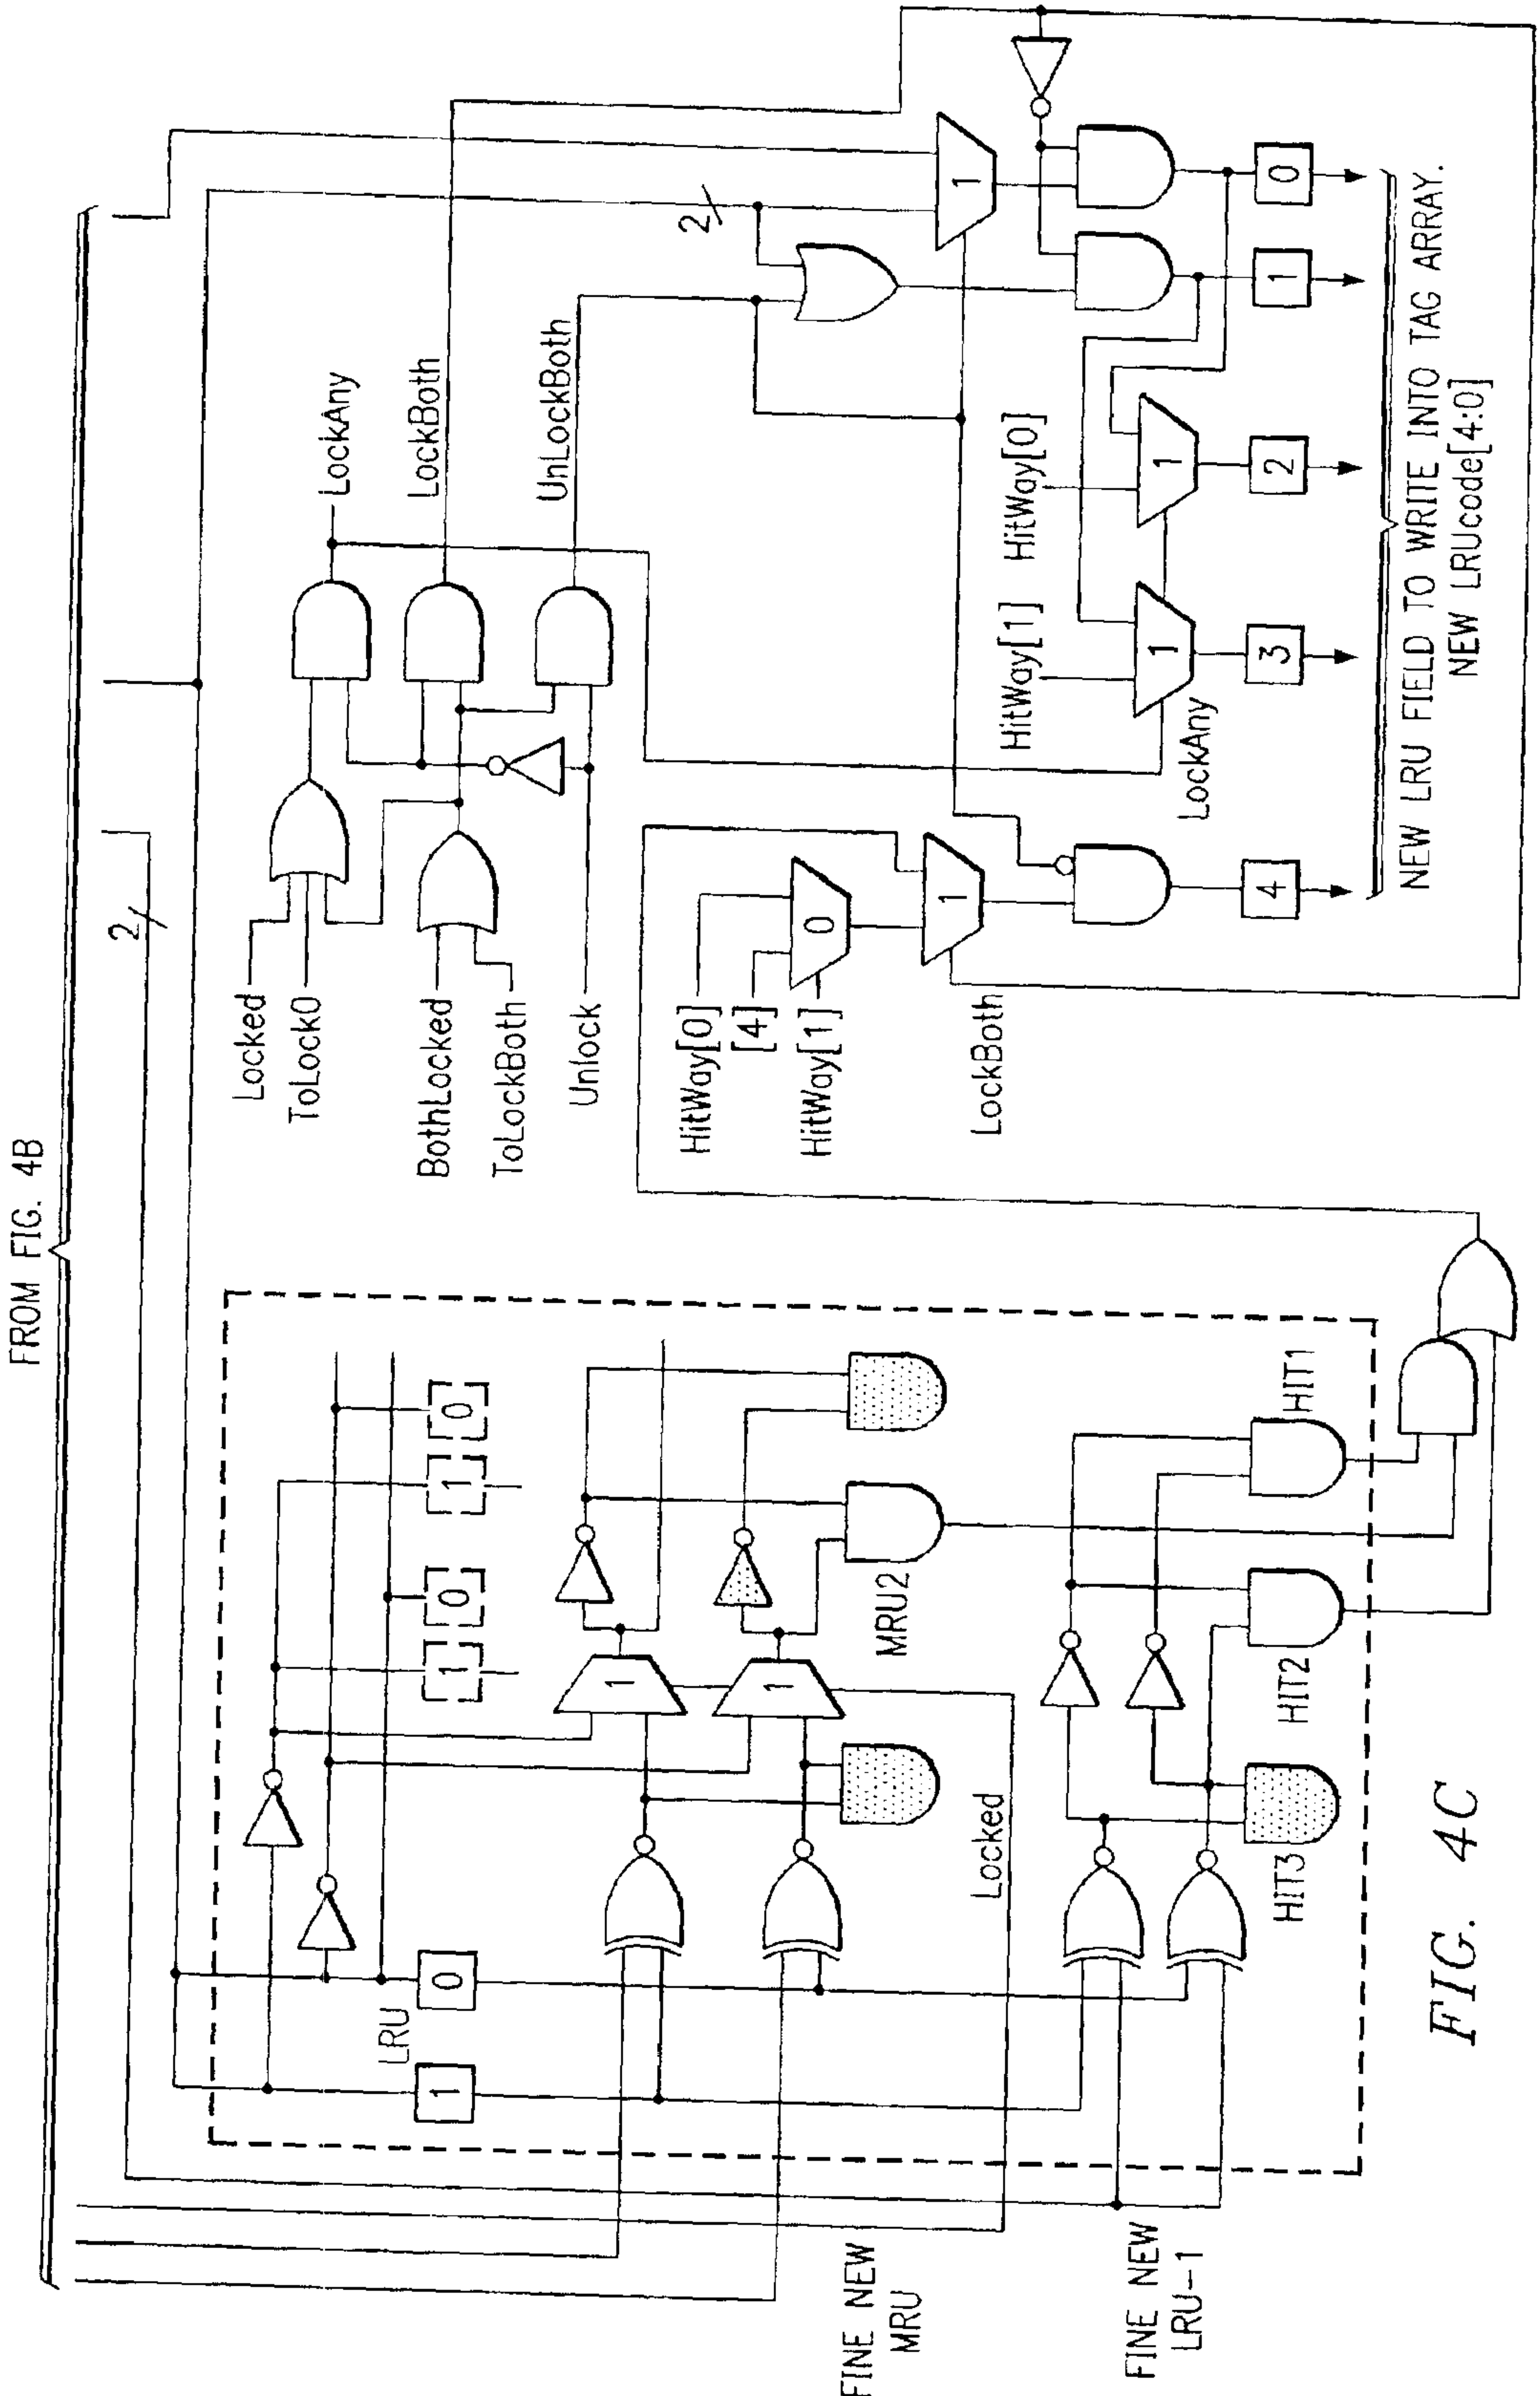 FROM FIG. 4B
2
Locked
ToLock0
BothLocked
ToLockBoth
Unlock
LockAny
LockBoth
UnLockBoth
2
1
HitWay[0]
[4]
HitWay[1]
0
1
LockBoth
HitWay[1]
HitWay[0]
1
1
LockAny
4
3
2
1
0
NEW LRU FIELD TO WRITE INTO TAG ARRAY.
NEW LRUcode[4:0]
LRU
1
0
1
0
1
0
1
1
MRU2
Locked
HIT3
HIT2
HIT1
FINE NEW
MRU
FINE NEW
LRU-1
FIG. 4C